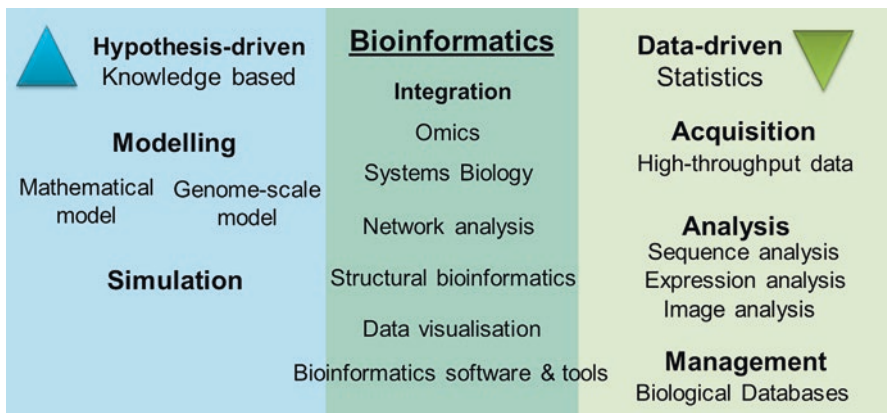 Hypothesis-driven
Knowledge based
Modelling
Mathematical
model
Genome-scale
model
Simulation
Bioinformatics
Integration
Omics
Systems Biology
Network analysis
Structural bioinformatics
Data visualisation
Bioinformatics software & tools
Data-driven
Statistics
Acquisition
High-throughput data
Analysis
Sequence analysis
Expression analysis
Image analysis
Management
Biological Databases